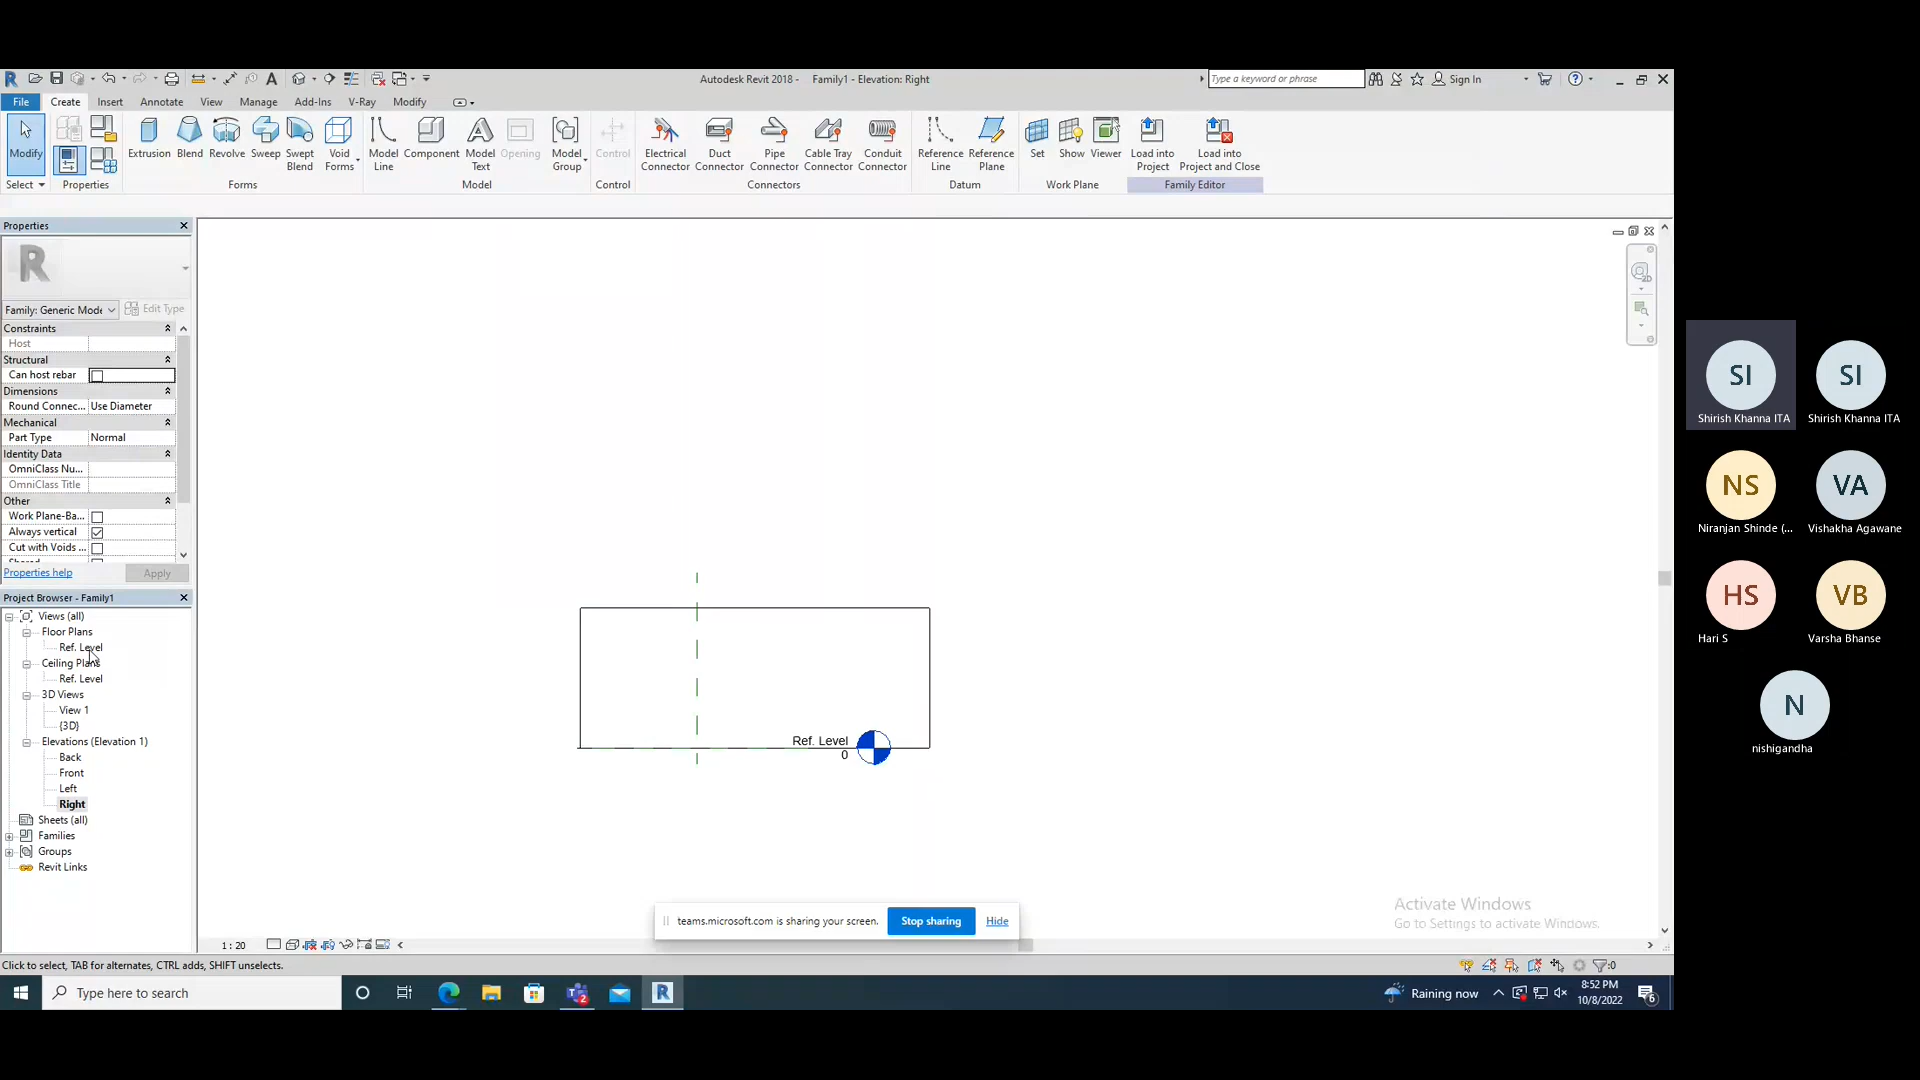 Autodesk Revit 2018 - Family1 - Elevation: Right
Type a keyword or phrase
Sign In
File Create Insert Annotate View Manage Add-Ins V-Ray Modify
Modify
Extrusion Blend Revolve Sweep Swept Blend Void Forms
Model Line Component Model Text Opening Model Group
Control
Electrical Connector Duct Connector Pipe Connector Cable Tray Connector Conduit Connector
Reference Line Reference Plane
Set Show Viewer
Load into Project Load into Project and Close
Select Properties Forms Model Control Connectors Datum Work Plane Family Editor
Properties
R
Family: Generic Mode
Edit Type
Constraints
Host
Structural
Can host rebar
Dimensions
Round Connec... Use Diameter
Mechanical
Part Type Normal
Identity Data
OmniClass Nu...
OmniClass Title
Other
Work Plane-Ba...
Always vertical
Cut with Voids ...
Properties help
Apply
Project Browser - Family1
Views (all)
Floor Plans
Ref. Level
Ceiling Plans
Ref. Level
3D Views
View 1
{3D}
Elevations (Elevation 1)
Back
Front
Left
Right
Sheets (all)
Families
Groups
Revit Links
Ref. Level
0
2D
teams.microsoft.com is sharing your screen.
Stop sharing
Hide
Activate Windows
Go to Settings to activate Windows.
1 : 20
Click to select, TAB for alternates, CTRL adds, SHIFT unselects.
:0
Type here to search
2
R
Raining now
8:52 PM
10/8/2022
6
SI
Shirish Khanna ITA
SI
Shirish Khanna ITA
NS
Niranjan Shinde (...
VA
Vishakha Agawane
HS
Hari S
VB
Varsha Bhanse
N
nishigandha